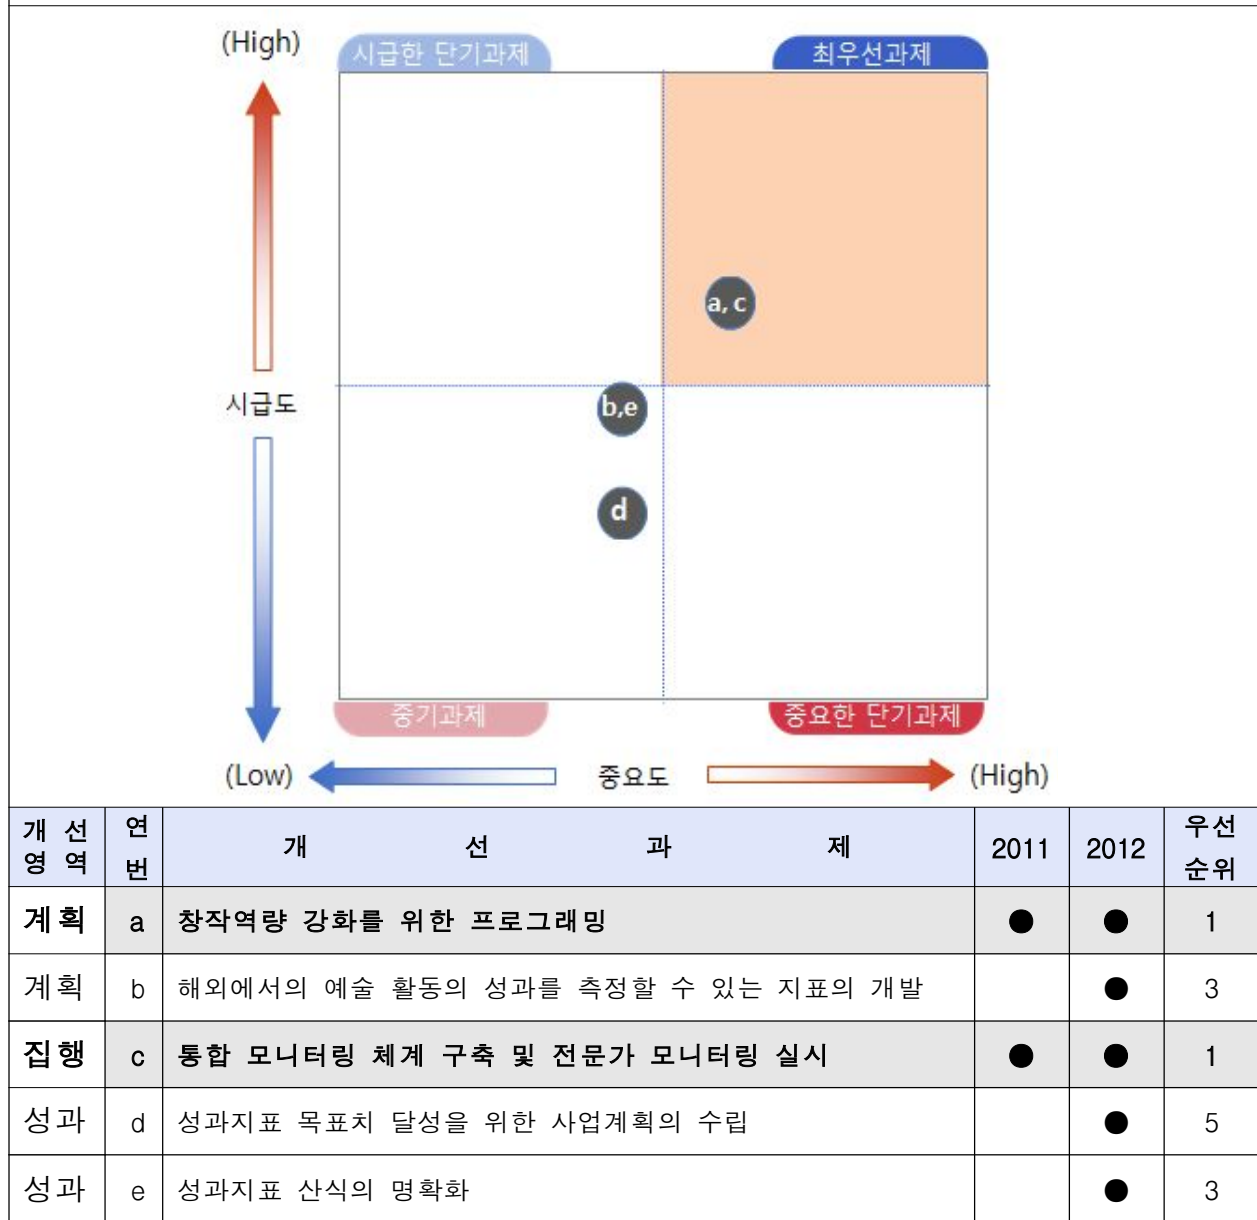 (High)
시급한 단기과제
최우선과제
a, c
시급도
b,e
d
중기과제
중요한 단기과제
(Low)
중요도
(High)
개 선 영 역 연 번 개 선 과 제 2011 2012 우선 순위
계획 a 창작역량 강화를 위한 프로그래밍 ● ● 1
계획 b 해외에서의 예술 활동의 성과를 측정할 수 있는 지표의 개발 ● 3
집행 c 통합 모니터링 체계 구축 및 전문가 모니터링 실시 ● ● 1
성과 d 성과지표 목표치 달성을 위한 사업계획의 수립 ● 5
성과 e 성과지표 산식의 명확화 ● 3